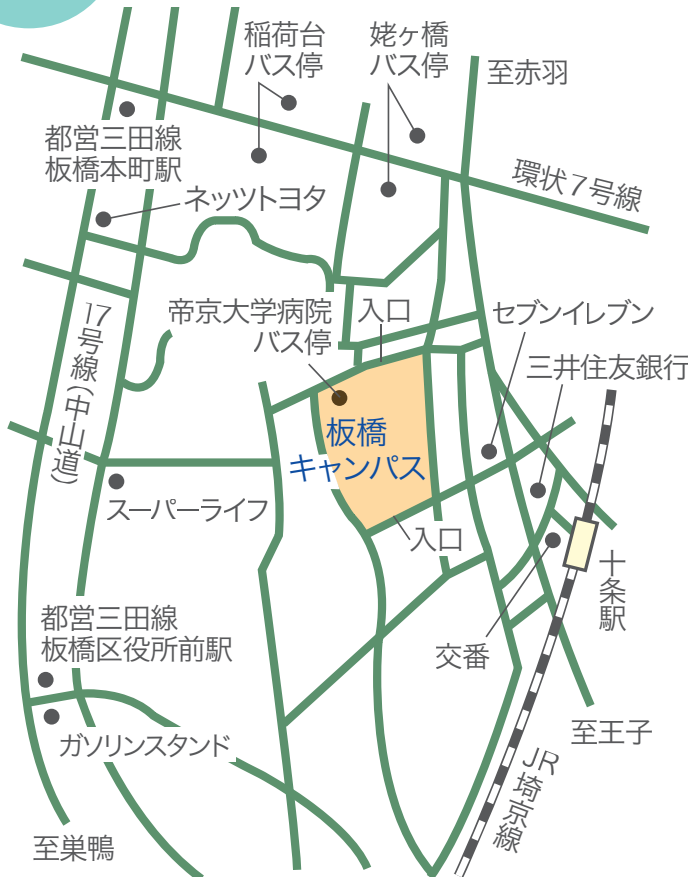 稲荷台
バス停
姥ヶ橋
バス停
至赤羽
都営三田線
板橋本町駅
環状7号線
ネッツトヨタ
帝京大学病院
バス停
入口
セブンイレブン
17号線(中山道)
三井住友銀行
板橋
キャンパス
スーパーライフ
入口
十条駅
都営三田線
板橋区役所前駅
交番
至王子
ガソリンスタンド
JR埼京線
至巣鴨